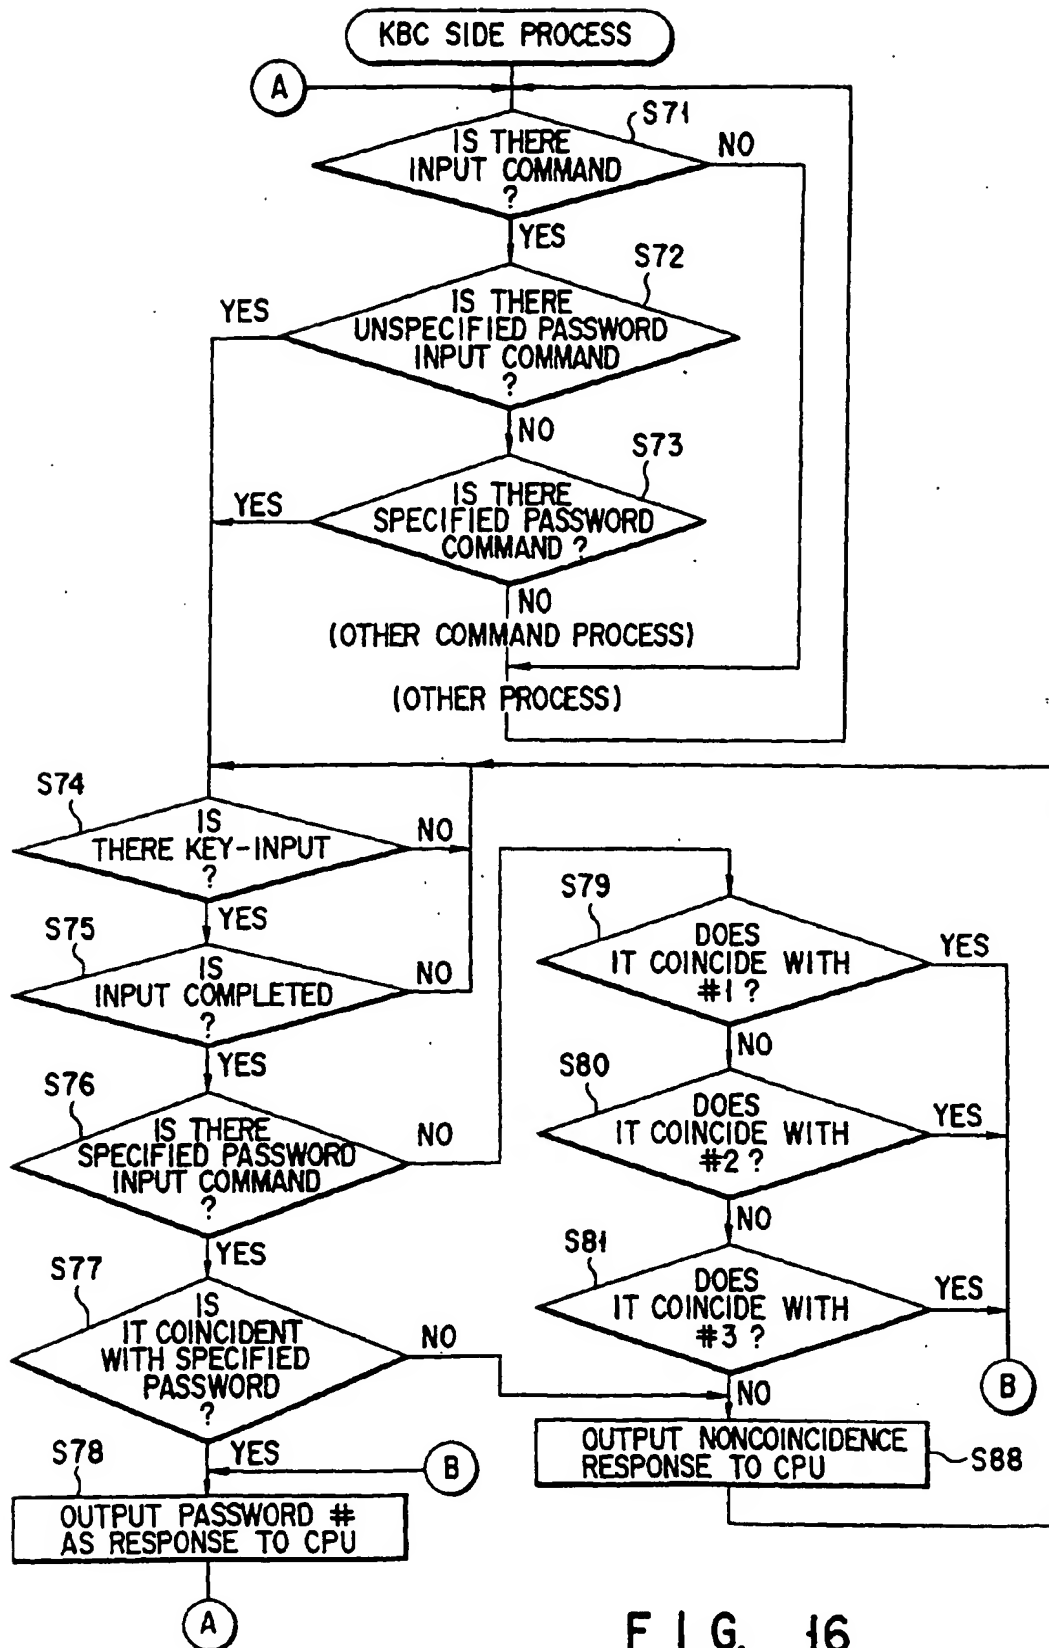 KBC SIDE PROCESS
A
S71
IS THERE
INPUT COMMAND
?
NO
YES
S72
IS THERE
UNSPECIFIED PASSWORD
INPUT COMMAND
?
YES
NO
S73
IS THERE
SPECIFIED PASSWORD
COMMAND ?
YES
NO
(OTHER COMMAND PROCESS)
(OTHER PROCESS)
S74
IS
THERE KEY-INPUT
?
NO
YES
S75
IS
INPUT COMPLETED
?
NO
YES
S76
IS THERE
SPECIFIED PASSWORD
INPUT COMMAND
?
NO
YES
S77
IS
IT COINCIDENT
WITH SPECIFIED
PASSWORD
?
NO
YES
B
S78
OUTPUT PASSWORD #
AS RESPONSE TO CPU
A
S79
DOES
IT COINCIDE WITH
#1 ?
YES
NO
S80
DOES
IT COINCIDE WITH
#2 ?
YES
NO
S81
DOES
IT COINCIDE WITH
#3 ?
YES
NO
B
OUTPUT NONCOINCIDENCE
RESPONSE TO CPU
S88
FIG. 16